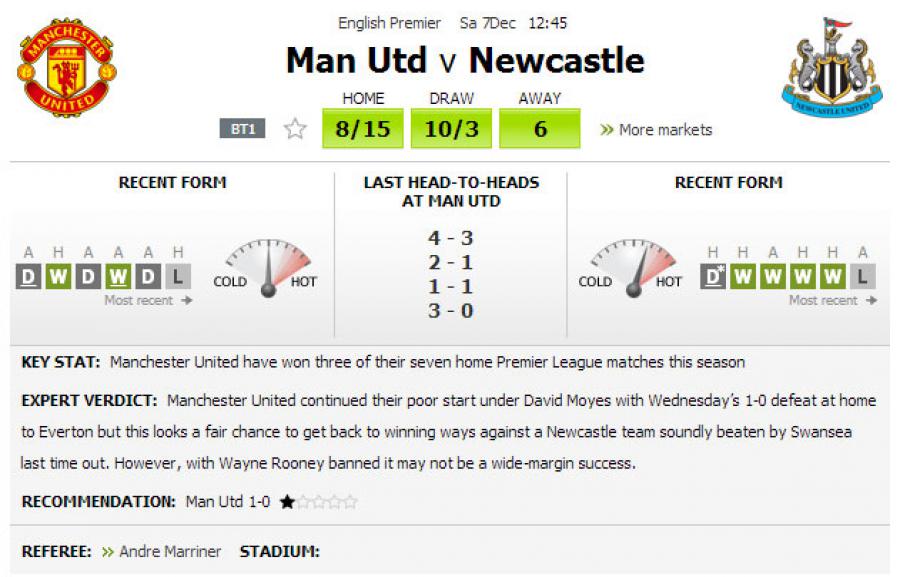 MANCHESTER
UNITED
NEWCASTLE UNITED
English Premier Sa 7Dec 12:45
Man Utd v Newcastle
HOME DRAW AWAY
BT1 8/15 10/3 6 » More markets
RECENT FORM
A H A A A H
D W D W D L
Most recent
COLD HOT
LAST HEAD-TO-HEADS
AT MAN UTD
4 - 3
2 - 1
1 - 1
3 - 0
RECENT FORM
COLD HOT
H H A H H A
D* W W W W L
Most recent
KEY STAT: Manchester United have won three of their seven home Premier League matches this season
EXPERT VERDICT: Manchester United continued their poor start under David Moyes with Wednesday's 1-0 defeat at home
to Everton but this looks a fair chance to get back to winning ways against a Newcastle team soundly beaten by Swansea
last time out. However, with Wayne Rooney banned it may not be a wide-margin success.
RECOMMENDATION: Man Utd 1-0
REFEREE: » Andre Marriner STADIUM: